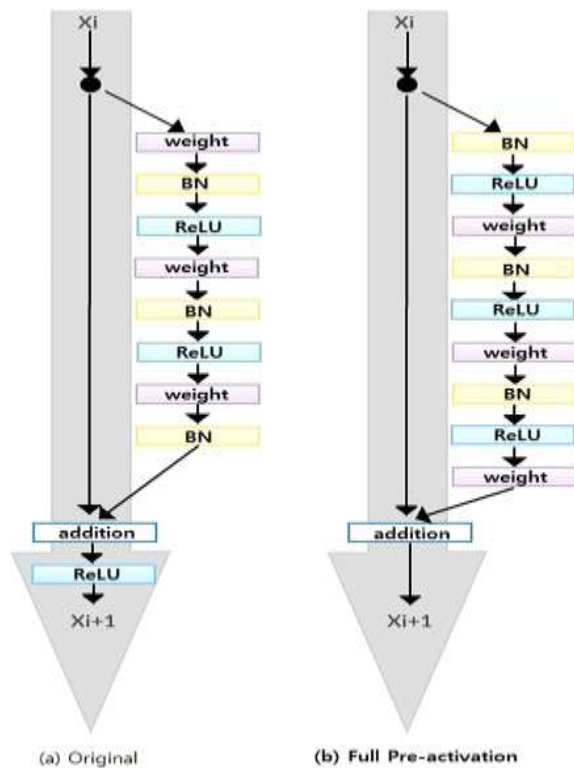 Xi
weight
BN
ReLU
weight
BN
ReLU
weight
BN
addition
ReLU
Xi+1
(a) Original
Xi
BN
ReLU
weight
BN
ReLU
weight
BN
ReLU
weight
addition
Xi+1
(b) Full Pre-activation